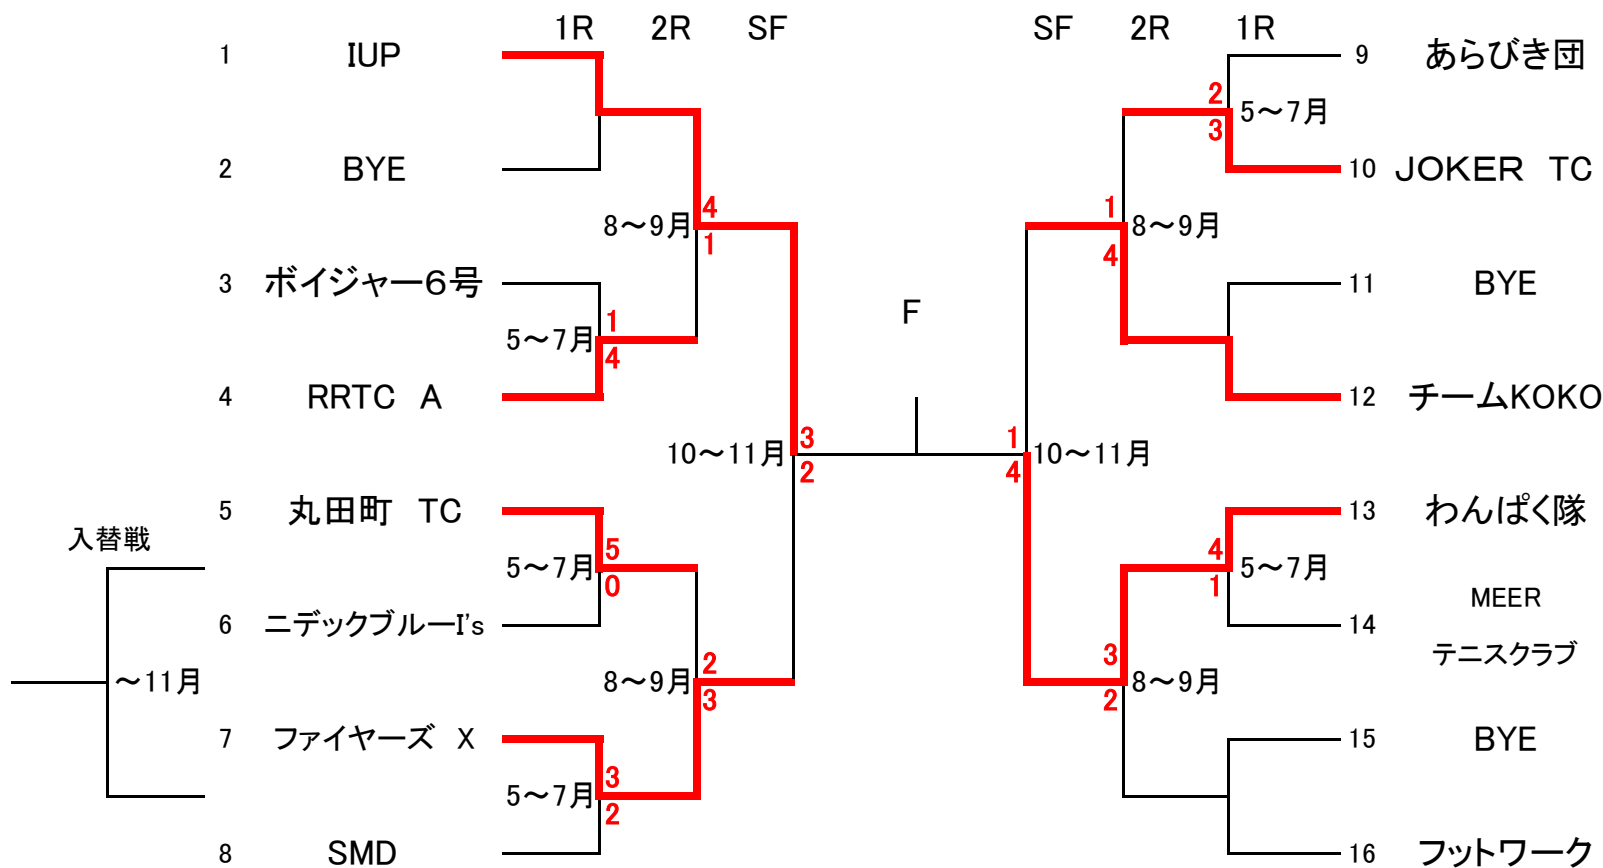 1R 2R SF SF 2R 1R
1 IUP 9 あらびき団
2
3 5～7月
2 BYE 10 JOKER TC
8～9月 4
1
1
4 8～9月
3 ボイジャー6号 11 BYE
F
5～7月 1
4
4 RRTC A 12 チームKOKO
10～11月 3
2
1
4 10～11月
5 丸田町 TC 13 わんぱく隊
入替戦
5～7月 5
0
4
1 5～7月
6 ニデックブルーI's 14 MEER
テニスクラブ
～11月
8～9月 2
3
3
2 8～9月
7 ファイヤーズ X 15 BYE
5～7月 3
2
8 SMD 16 フットワーク